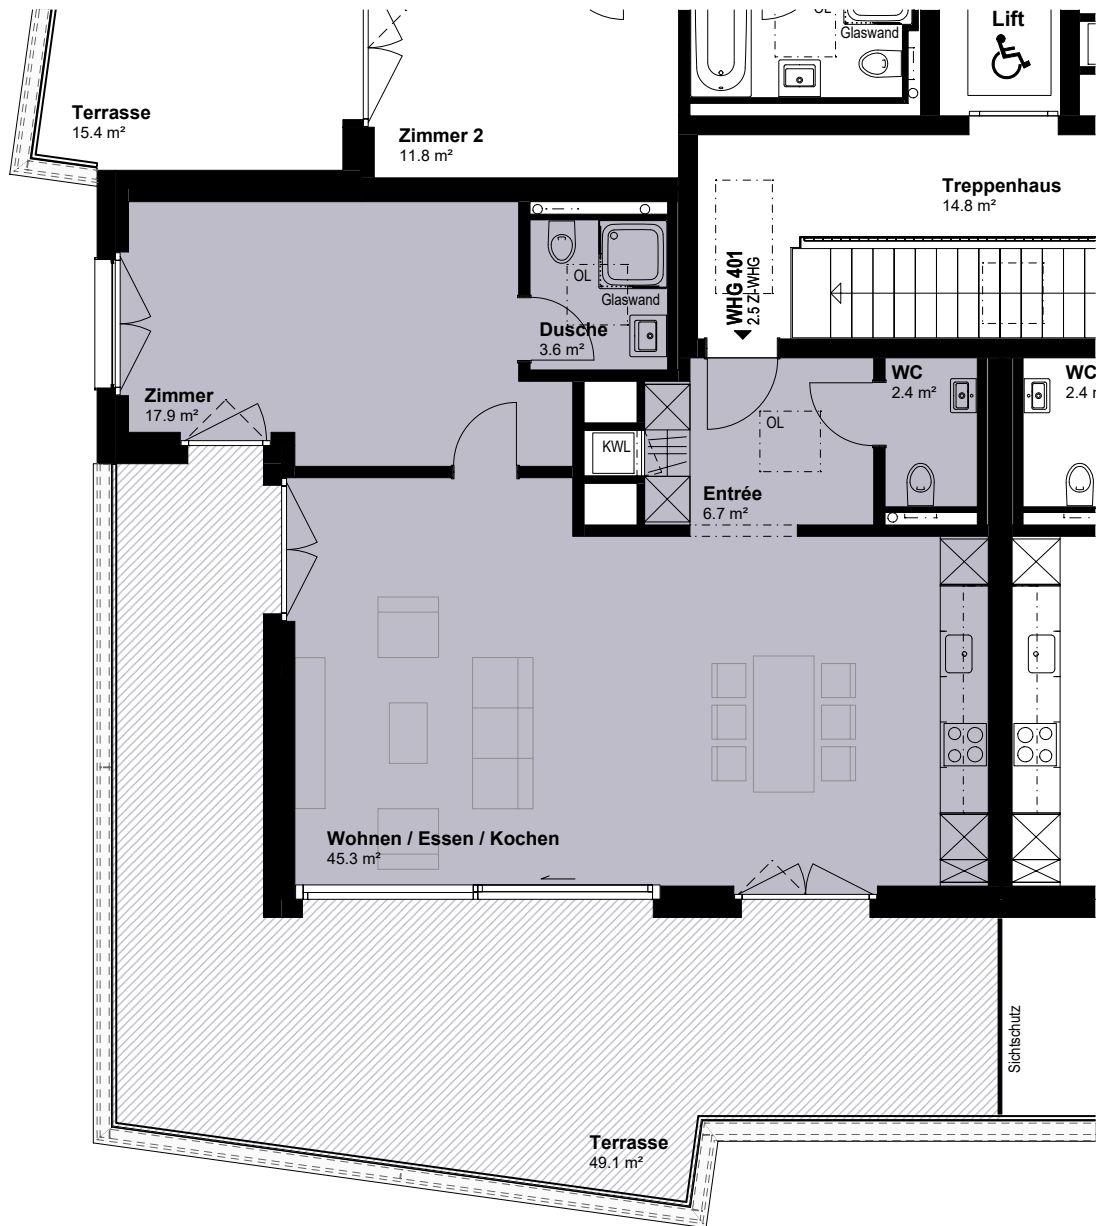 Lift
OL
Glaswand
Terrasse
15.4 m²
Zimmer 2
11.8 m²
Treppenhaus
14.8 m²
WHG 401
2.5 ZI-WHG
OL
Glaswand
Dusche
3.6 m²
Zimmer
17.9 m²
WC
2.4 m²
WC
2.4
OL
KWL
Entrée
6.7 m²
Wohnen / Essen / Kochen
45.3 m²
Sichtschutz
Terrasse
49.1 m²